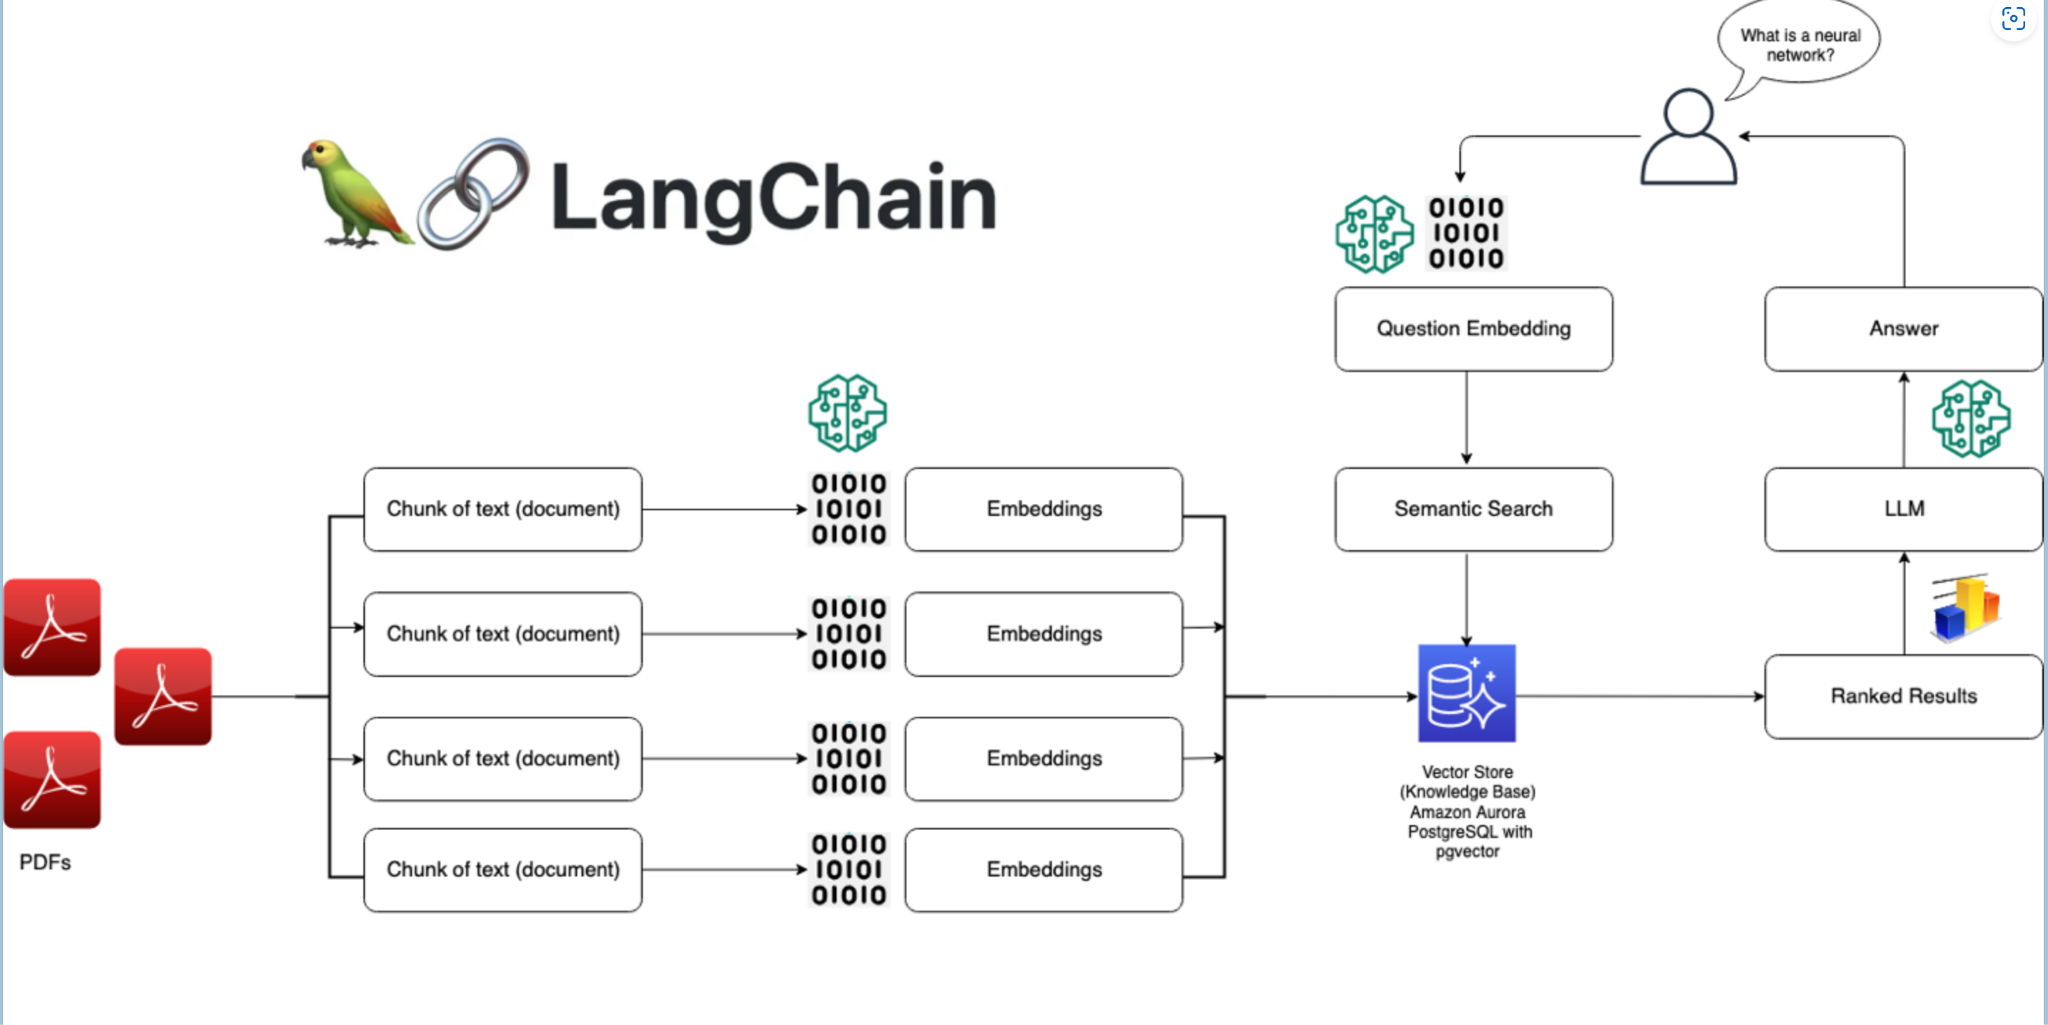 What is a neural
network?
LangChain
01010
10101
01010
Question Embedding
Answer
Chunk of text (document)
01010
10101
01010
Embeddings
Semantic Search
LLM
Chunk of text (document)
01010
10101
01010
Embeddings
Ranked Results
Chunk of text (document)
01010
10101
01010
Embeddings
Vector Store
(Knowledge Base)
Amazon Aurora
PostgreSQL with
pgvector
PDFs
Chunk of text (document)
01010
10101
01010
Embeddings